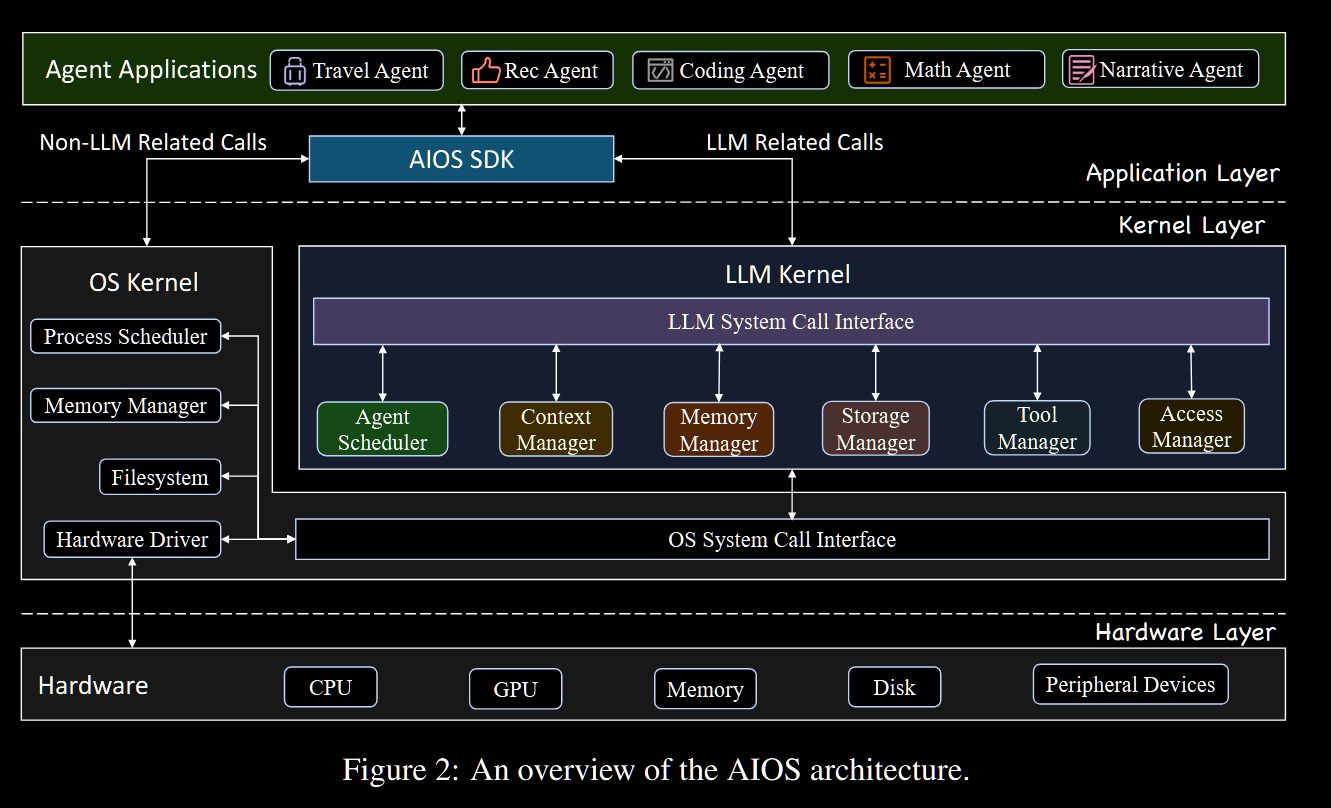 Agent Applications
Travel Agent
Rec Agent
Coding Agent
Math Agent
Narrative Agent
Non-LLM Related Calls
AIOS SDK
LLM Related Calls
Application Layer
Kernel Layer
OS Kernel
Process Scheduler
Memory Manager
Filesystem
Hardware Driver
LLM Kernel
LLM System Call Interface
Agent
Scheduler
Context
Manager
Memory
Manager
Storage
Manager
Tool
Manager
Access
Manager
OS System Call Interface
Hardware Layer
Hardware
CPU
GPU
Memory
Disk
Peripheral Devices
Figure 2: An overview of the AIOS architecture.